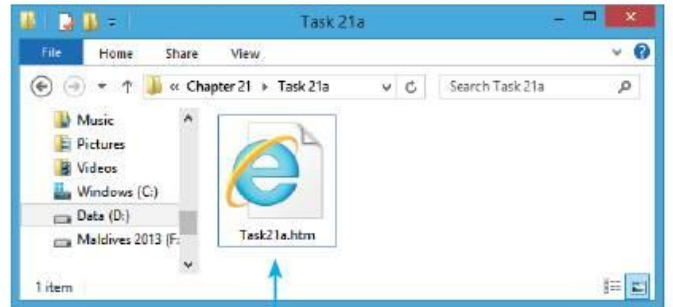 Task 21a
File Home Share View
« Chapter 21 ▸ Task 21a
Search Task 21a
Music
Pictures
Videos
Windows (C:)
Data (D:)
Maldives 2013 (F:
Task21a.htm
1 item